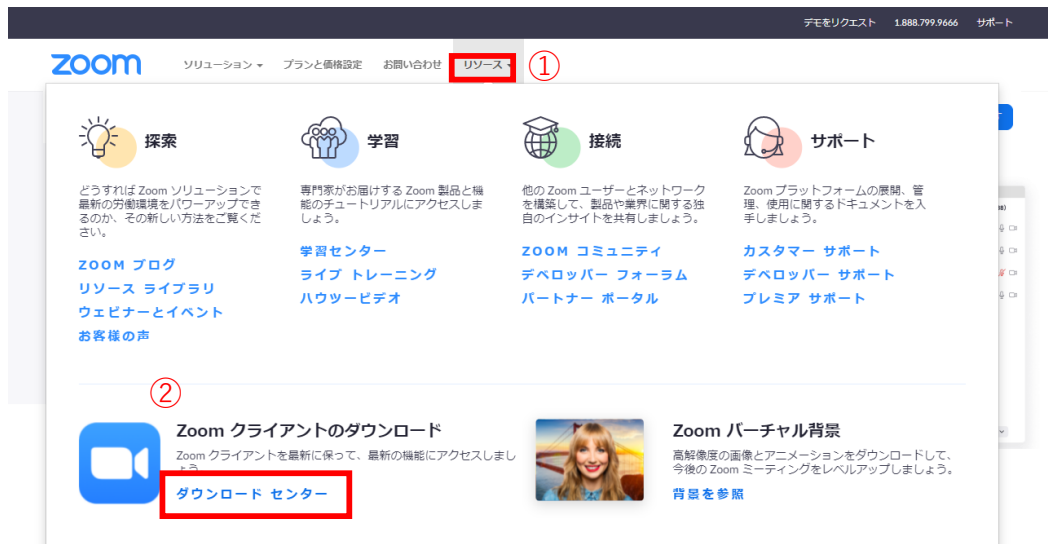 デモをリクエスト 1.888.799.9666 サポート
zoom ソリューション プランと価格設定 お問い合わせ リソース ①
探索
どうすれば Zoom ソリューションで
最新の労働環境をパワーアップでき
るのか、その新しい方法をご覧くだ
さい。
ZOOM ブログ
リソース ライブラリ
ウェビナーとイベント
お客様の声
学習
専門家がお届けする Zoom 製品と機
能のチュートリアルにアクセスしま
しょう。
学習センター
ライブ トレーニング
ハウツービデオ
接続
他の Zoom ユーザーとネットワーク
を構築して、製品や業界に関する独
自のインサイトを共有しましょう。
ZOOM コミュニティ
デベロッパー フォーラム
パートナー ポータル
サポート
Zoom プラットフォームの展開、管
理、使用に関するドキュメントを入
手しましょう。
カスタマー サポート
デベロッパー サポート
プレミア サポート
②
Zoom クライアントのダウンロード
Zoom クライアントを最新に保って、最新の機能にアクセスしまし
ょう。
ダウンロード センター
Zoom バーチャル背景
高解像度の画像とアニメーションをダウンロードして、
今後の Zoom ミーティングをレベルアップしましょう。
背景を参照